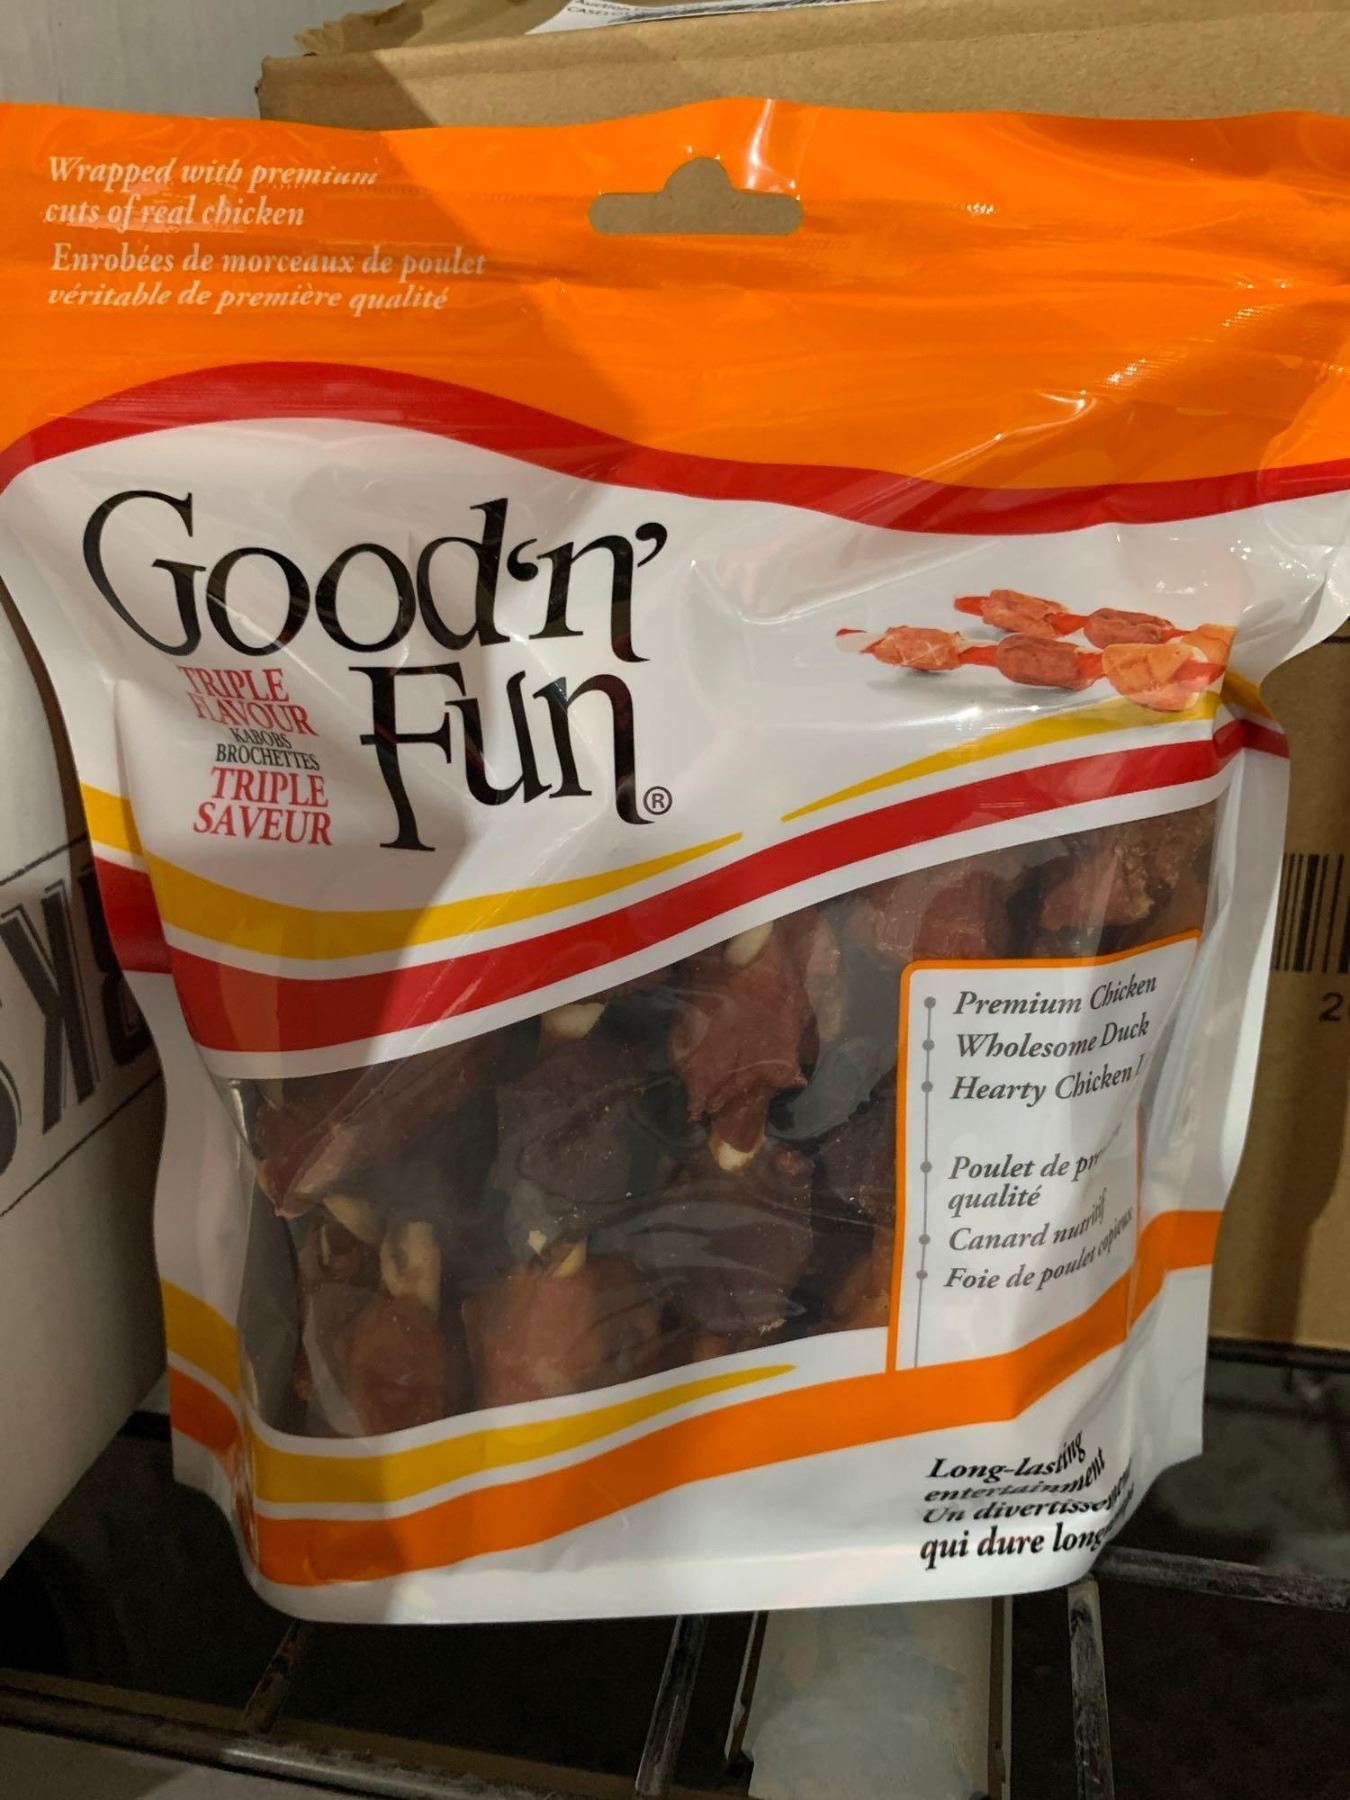 Wrapped with premium
cuts of real chicken
Enrobées de morceaux de poulet
véritable de première qualité
Good'n'
Fun®
TRIPLE
FLAVOUR
KABOBS
BROCHETTES
TRIPLE
SAVEUR
• Premium Chicken
• Wholesome Duck
• Hearty Chicken
• Poulet de
qualité
• Canard nutritif
• Foie de poulet copieux
Long-lasting
entertainment
Un
qui dure